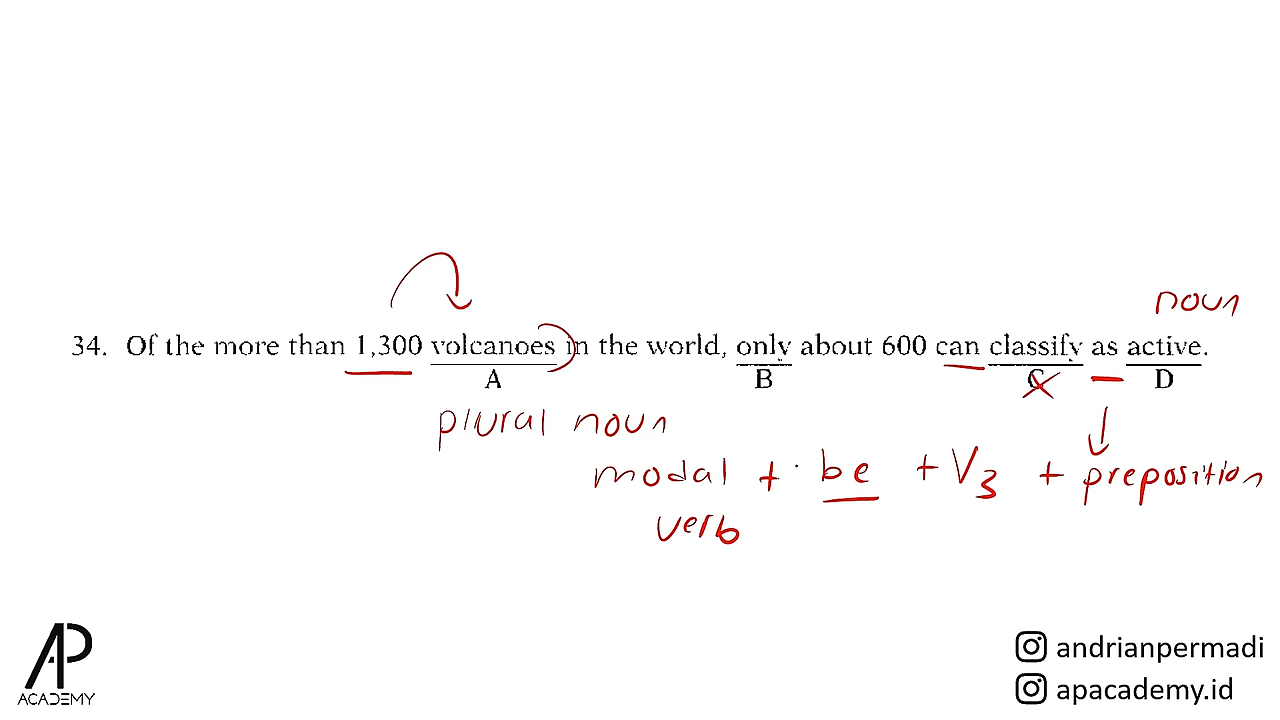 noun
34. Of the more than 1,300 volcanoes in the world, only about 600 can classify as active.
A B C D
plural noun
modal + be + V3 + preposition
verb
AP
ACADEMY
andrianpermadi
apacademy.id